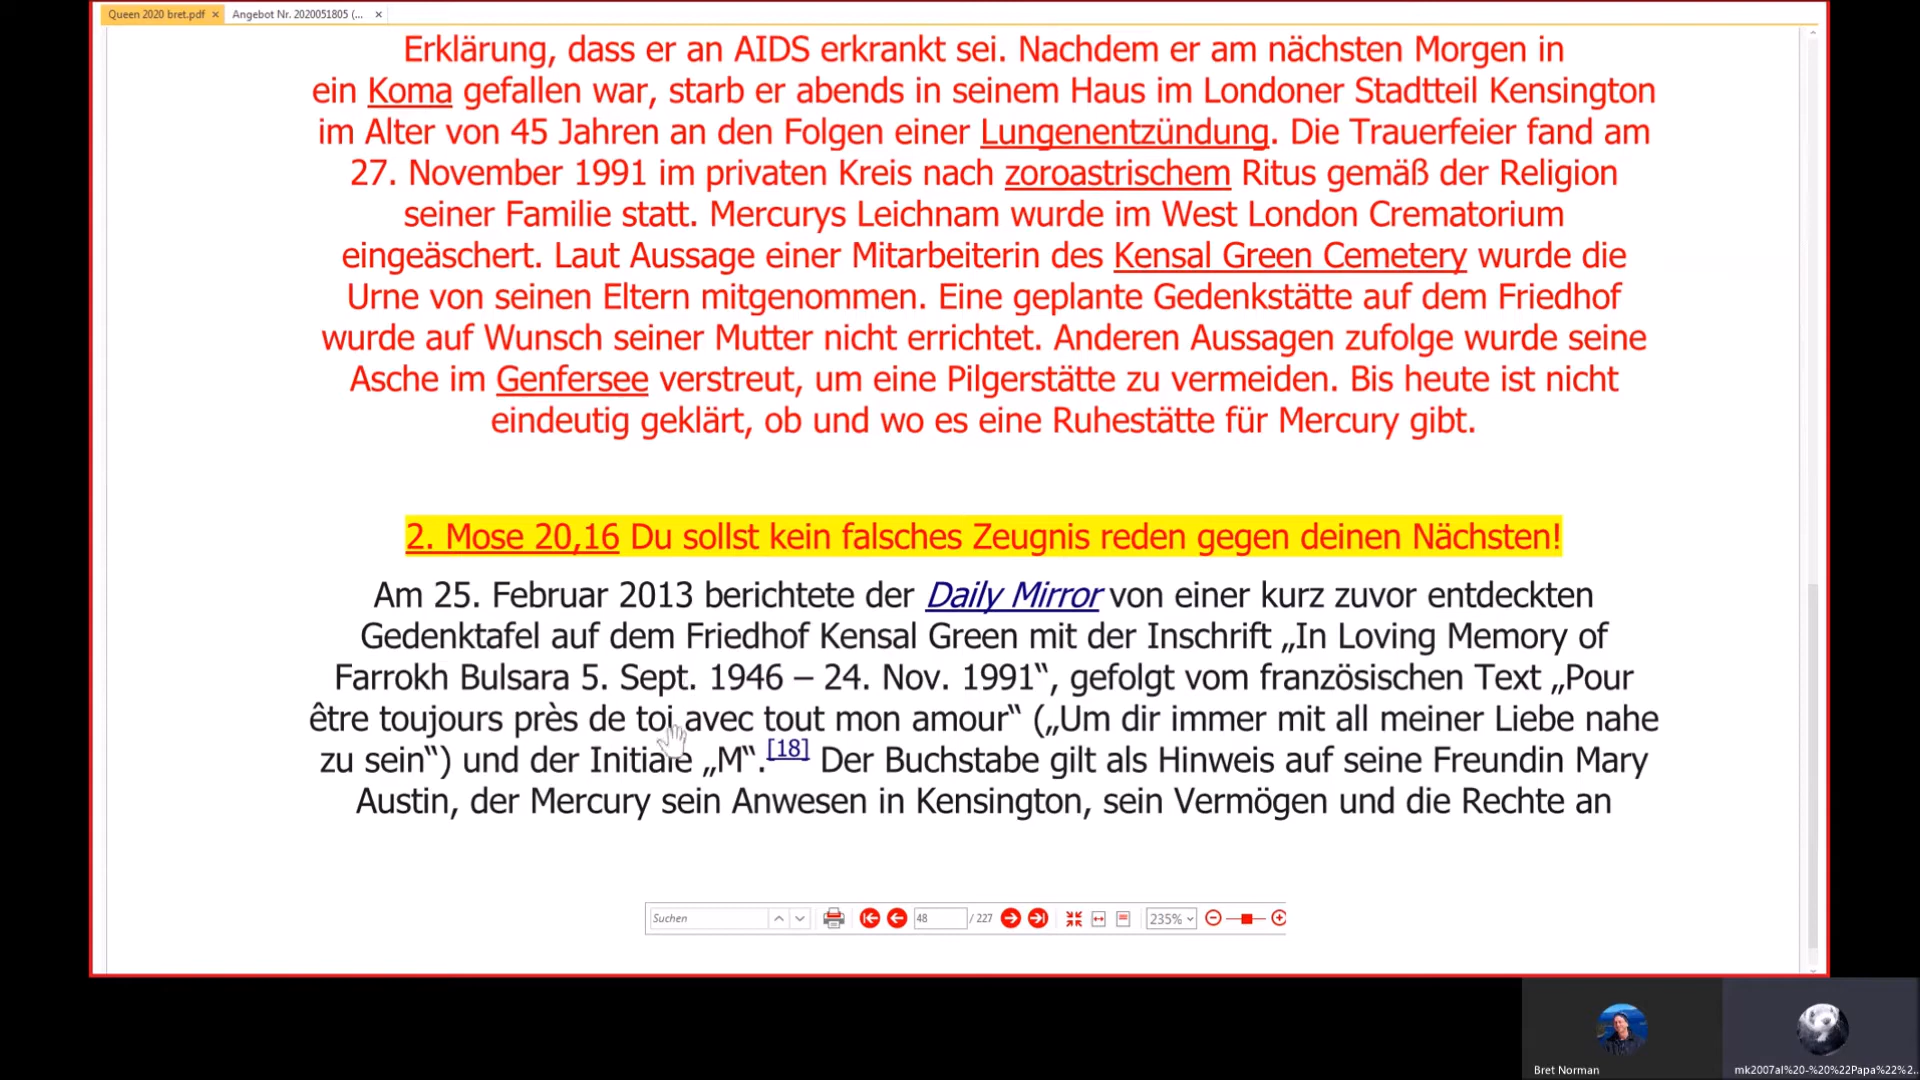 Queen 2020 bret.pdf × Angebot Nr. 2020051805 (... ×
Erklärung, dass er an AIDS erkrankt sei. Nachdem er am nächsten Morgen in
ein Koma gefallen war, starb er abends in seinem Haus im Londoner Stadtteil Kensington
im Alter von 45 Jahren an den Folgen einer Lungenentzündung. Die Trauerfeier fand am
27. November 1991 im privaten Kreis nach zoroastrischem Ritus gemäß der Religion
seiner Familie statt. Mercurys Leichnam wurde im West London Crematorium
eingeäschert. Laut Aussage einer Mitarbeiterin des Kensal Green Cemetery wurde die
Urne von seinen Eltern mitgenommen. Eine geplante Gedenkstätte auf dem Friedhof
wurde auf Wunsch seiner Mutter nicht errichtet. Anderen Aussagen zufolge wurde seine
Asche im Genfersee verstreut, um eine Pilgerstätte zu vermeiden. Bis heute ist nicht
eindeutig geklärt, ob und wo es eine Ruhestätte für Mercury gibt.
2. Mose 20,16 Du sollst kein falsches Zeugnis reden gegen deinen Nächsten!
Am 25. Februar 2013 berichtete der Daily Mirror von einer kurz zuvor entdeckten
Gedenktafel auf dem Friedhof Kensal Green mit der Inschrift „In Loving Memory of
Farrokh Bulsara 5. Sept. 1946 – 24. Nov. 1991“, gefolgt vom französischen Text „Pour
être toujours près de toi avec tout mon amour“ („Um dir immer mit all meiner Liebe nahe
zu sein“) und der Initiale „M“.[18] Der Buchstabe gilt als Hinweis auf seine Freundin Mary
Austin, der Mercury sein Anwesen in Kensington, sein Vermögen und die Rechte an
Suchen 48 / 227 235%
Bret Norman
mk2007al%20-%20%22Papa%22%2...